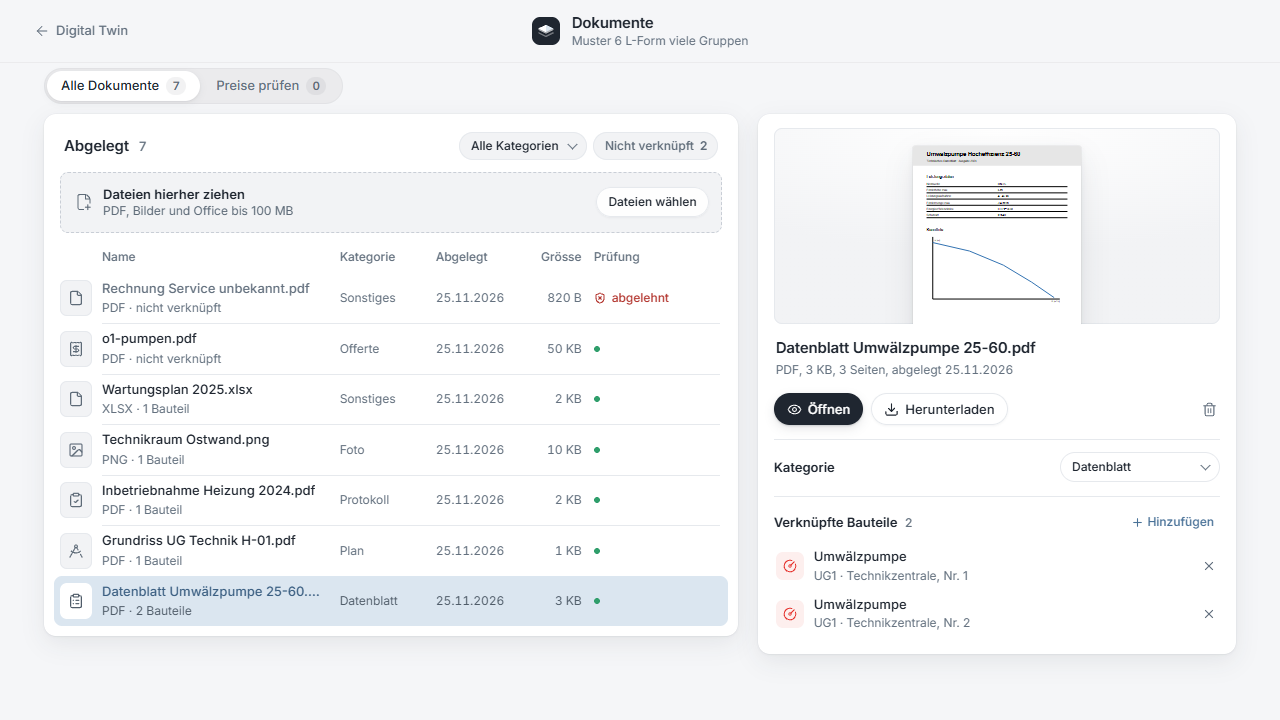 Digital Twin
Dokumente
Muster 6 L-Form viele Gruppen
Alle Dokumente 7
Preise prüfen 0
Abgelegt 7
Alle Kategorien
Nicht verknüpft 2
Dateien hierher ziehen
PDF, Bilder und Office bis 100 MB
Dateien wählen
Name Kategorie Abgelegt Grösse Prüfung
Rechnung Service unbekannt.pdf
PDF · nicht verknüpft
Sonstiges 25.11.2026 820 B abgelehnt
o1-pumpen.pdf
PDF · nicht verknüpft
Offerte 25.11.2026 50 KB
Wartungsplan 2025.xlsx
XLSX · 1 Bauteil
Sonstiges 25.11.2026 2 KB
Technikraum Ostwand.png
PNG · 1 Bauteil
Foto 25.11.2026 10 KB
Inbetriebnahme Heizung 2024.pdf
PDF · 1 Bauteil
Protokoll 25.11.2026 2 KB
Grundriss UG Technik H-01.pdf
PDF · 1 Bauteil
Plan 25.11.2026 1 KB
Datenblatt Umwälzpumpe 25-60....
PDF · 2 Bauteile
Datenblatt 25.11.2026 3 KB
Umwälzpumpe Hocheffizienz 25-60
Datenblatt Umwälzpumpe 25-60.pdf
PDF, 3 KB, 3 Seiten, abgelegt 25.11.2026
Öffnen
Herunterladen
Kategorie
Datenblatt
Verknüpfte Bauteile 2
Hinzufügen
Umwälzpumpe
UG1 · Technikzentrale, Nr. 1
Umwälzpumpe
UG1 · Technikzentrale, Nr. 2